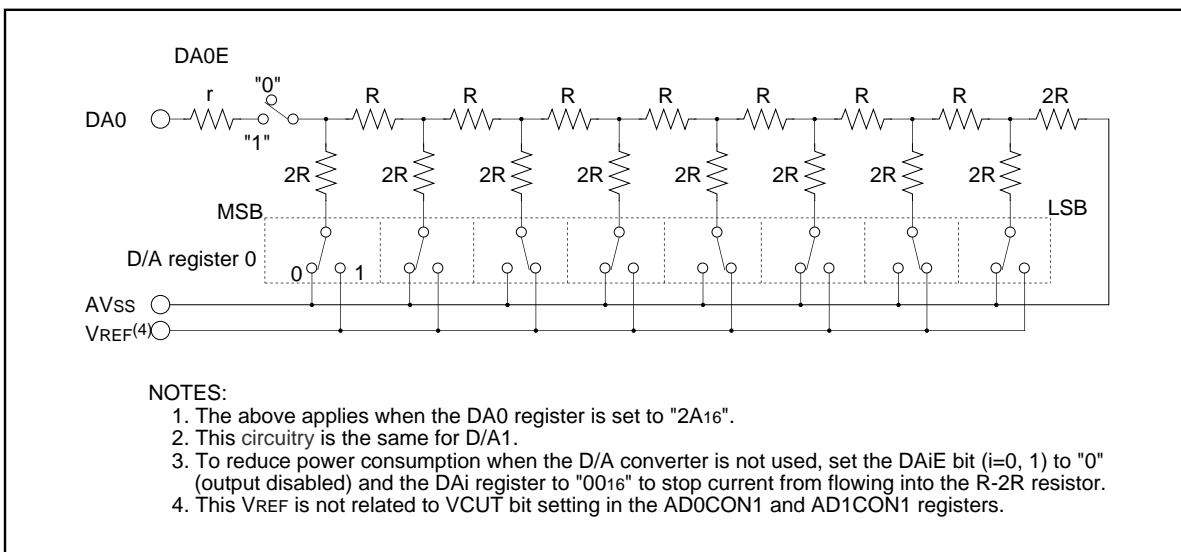 DA0E
r "0" R R R R R R R 2R
DA0
"1"
2R 2R 2R 2R 2R 2R 2R 2R
MSB LSB
D/A register 0
0 1
AVSS
VREF(4)
NOTES:
1. The above applies when the DA0 register is set to "2A16".
2. This circuitry is the same for D/A1.
3. To reduce power consumption when the D/A converter is not used, set the DAiE bit (i=0, 1) to "0"
(output disabled) and the DAi register to "0016" to stop current from flowing into the R-2R resistor.
4. This VREF is not related to VCUT bit setting in the AD0CON1 and AD1CON1 registers.